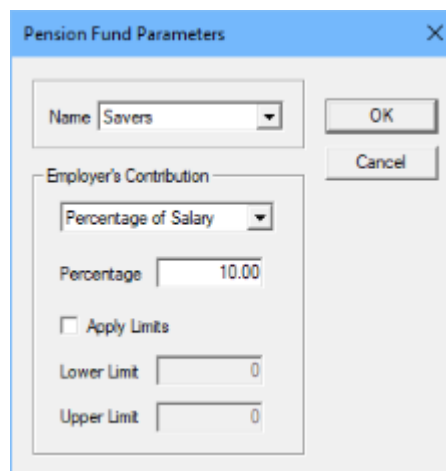 Pension Fund Parameters
Name Savers
OK
Cancel
Employer's Contribution
Percentage of Salary
Percentage 10.00
Apply Limits
Lower Limit 0
Upper Limit 0